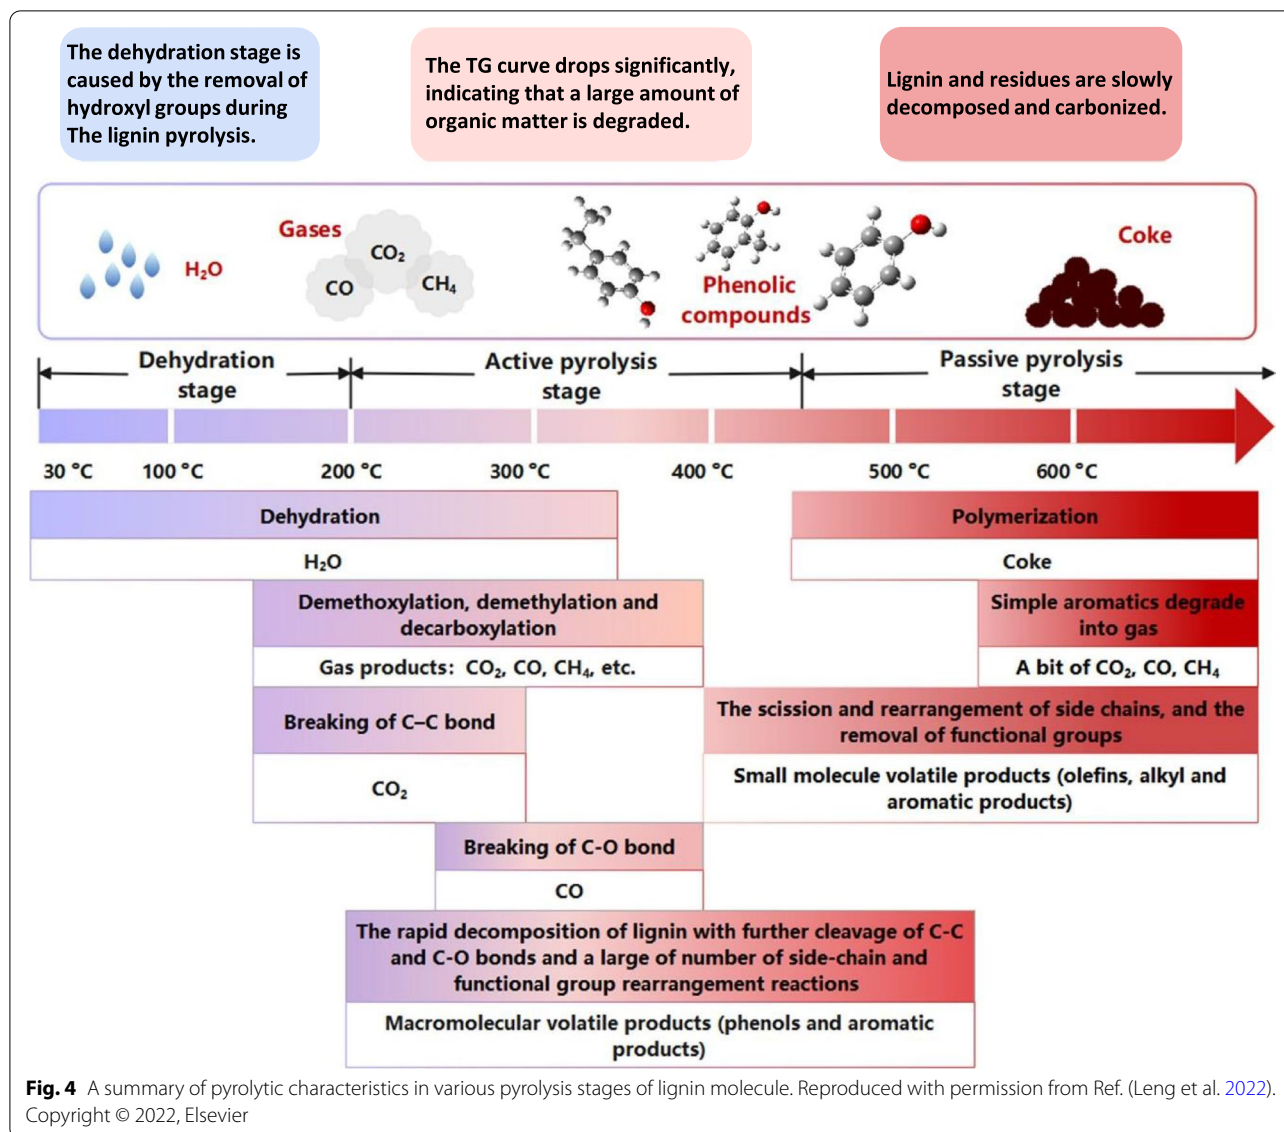 The dehydration stage is
caused by the removal of
hydroxyl groups during
The lignin pyrolysis.
The TG curve drops significantly,
indicating that a large amount of
organic matter is degraded.
Lignin and residues are slowly
decomposed and carbonized.
H₂O
Gases
CO
CO₂
CH₄
Phenolic
compounds
Coke
Dehydration
stage
Active pyrolysis
stage
Passive pyrolysis
stage
30 °C
100 °C
200 °C
300 °C
400 °C
500 °C
600 °C
Dehydration
H₂O
Polymerization
Coke
Demethoxylation, demethylation and
decarboxylation
Gas products: CO₂, CO, CH₄, etc.
Simple aromatics degrade
into gas
A bit of CO₂, CO, CH₄
Breaking of C–C bond
CO₂
The scission and rearrangement of side chains, and the
removal of functional groups
Small molecule volatile products (olefins, alkyl and
aromatic products)
Breaking of C-O bond
CO
The rapid decomposition of lignin with further cleavage of C-C
and C-O bonds and a large of number of side-chain and
functional group rearrangement reactions
Macromolecular volatile products (phenols and aromatic
products)
Fig. 4 A summary of pyrolytic characteristics in various pyrolysis stages of lignin molecule. Reproduced with permission from Ref. (Leng et al. 2022).
Copyright © 2022, Elsevier